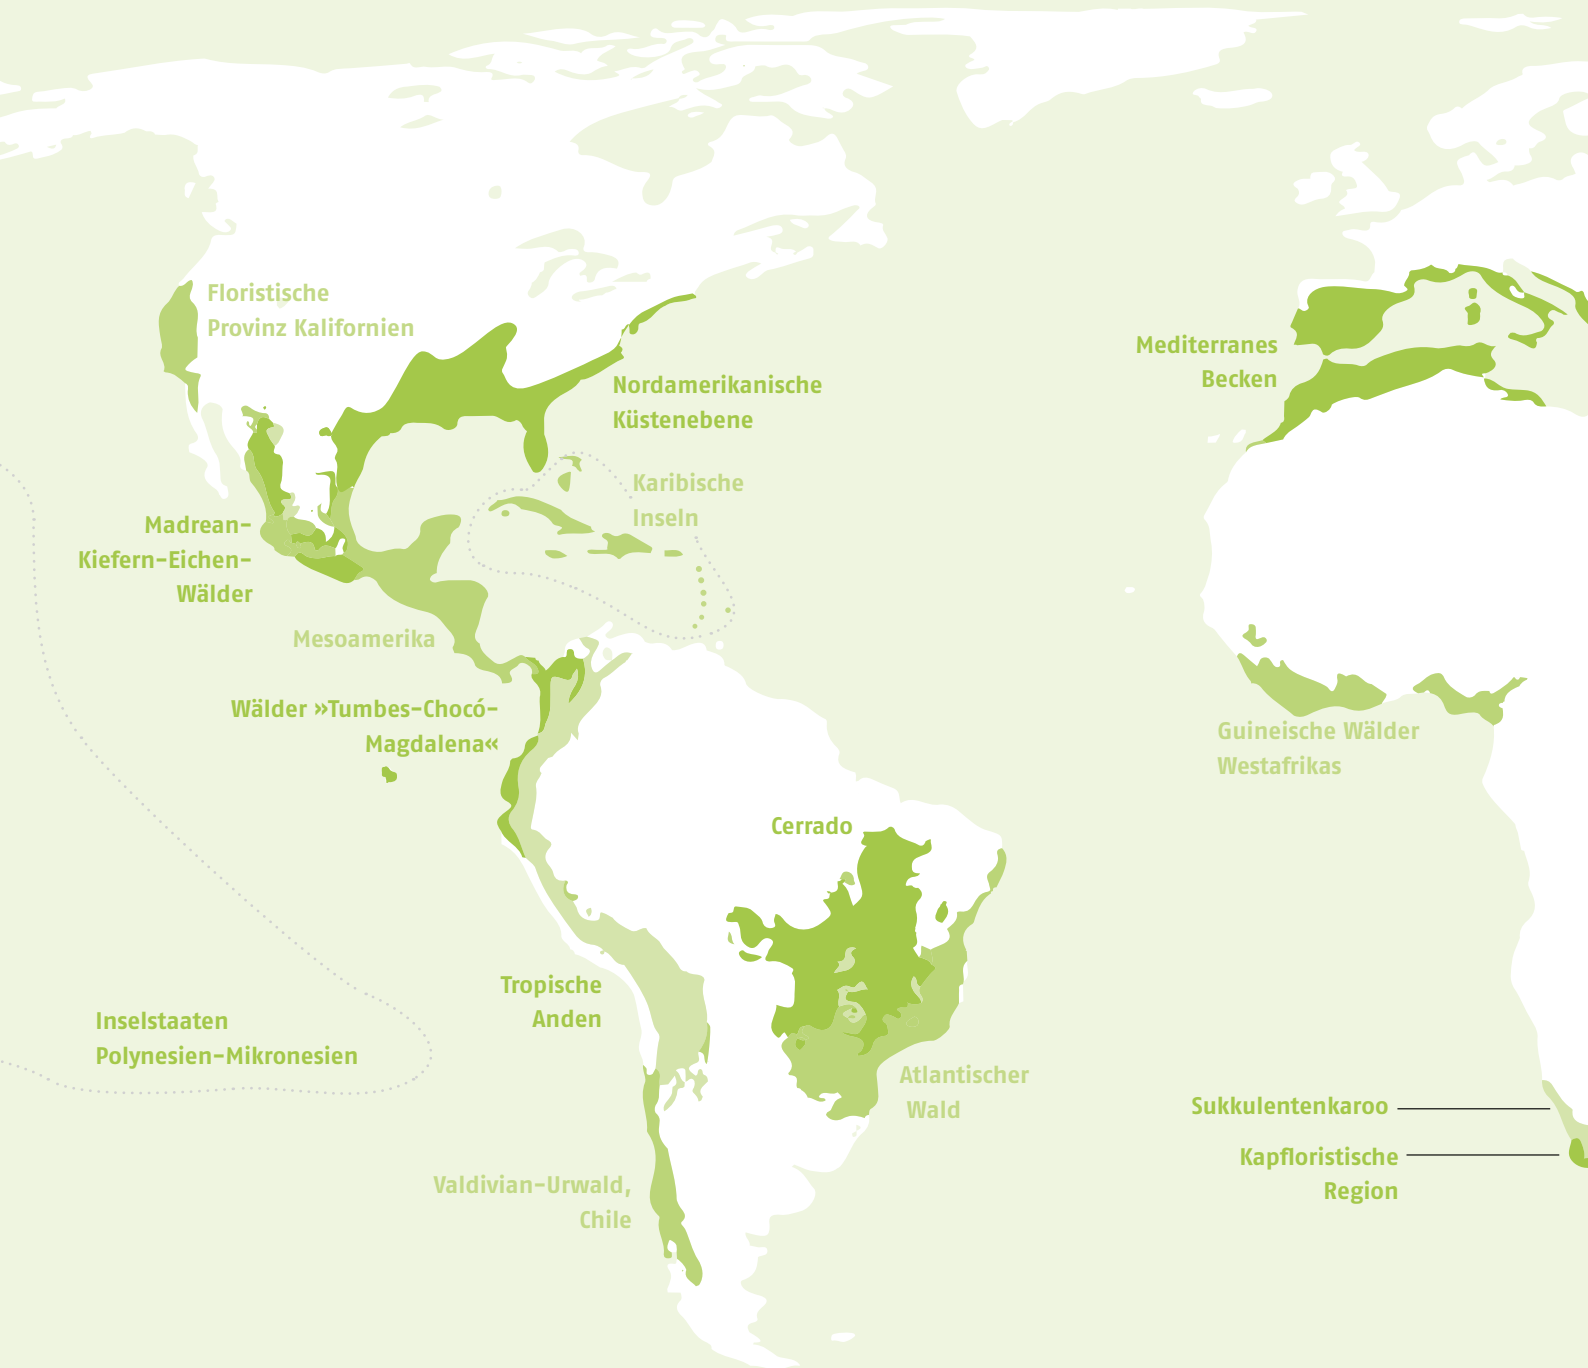 Floristische
Provinz Kalifornien
Nordamerikanische
Küstenebene
Mediterranes
Becken
Karibische
Inseln
Madrean-
Kiefern-Eichen-
Wälder
Mesoamerika
Wälder »Tumbes-Chocó-
Magdalena«
Guineische Wälder
Westafrikas
Cerrado
Tropische
Anden
Inselstaaten
Polynesien-Mikronesien
Atlantischer
Wald
Sukkulentenkaroo
Kapfloristische
Region
Valdivian-Urwald,
Chile